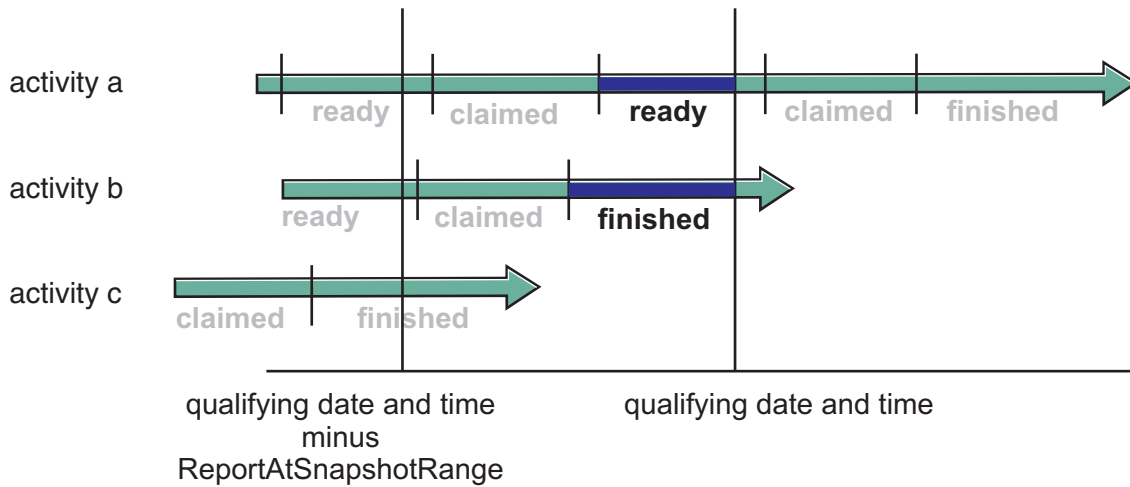 activity a
ready claimed ready claimed finished
activity b
ready claimed finished
activity c
claimed finished
qualifying date and time
minus
ReportAtSnapshotRange
qualifying date and time